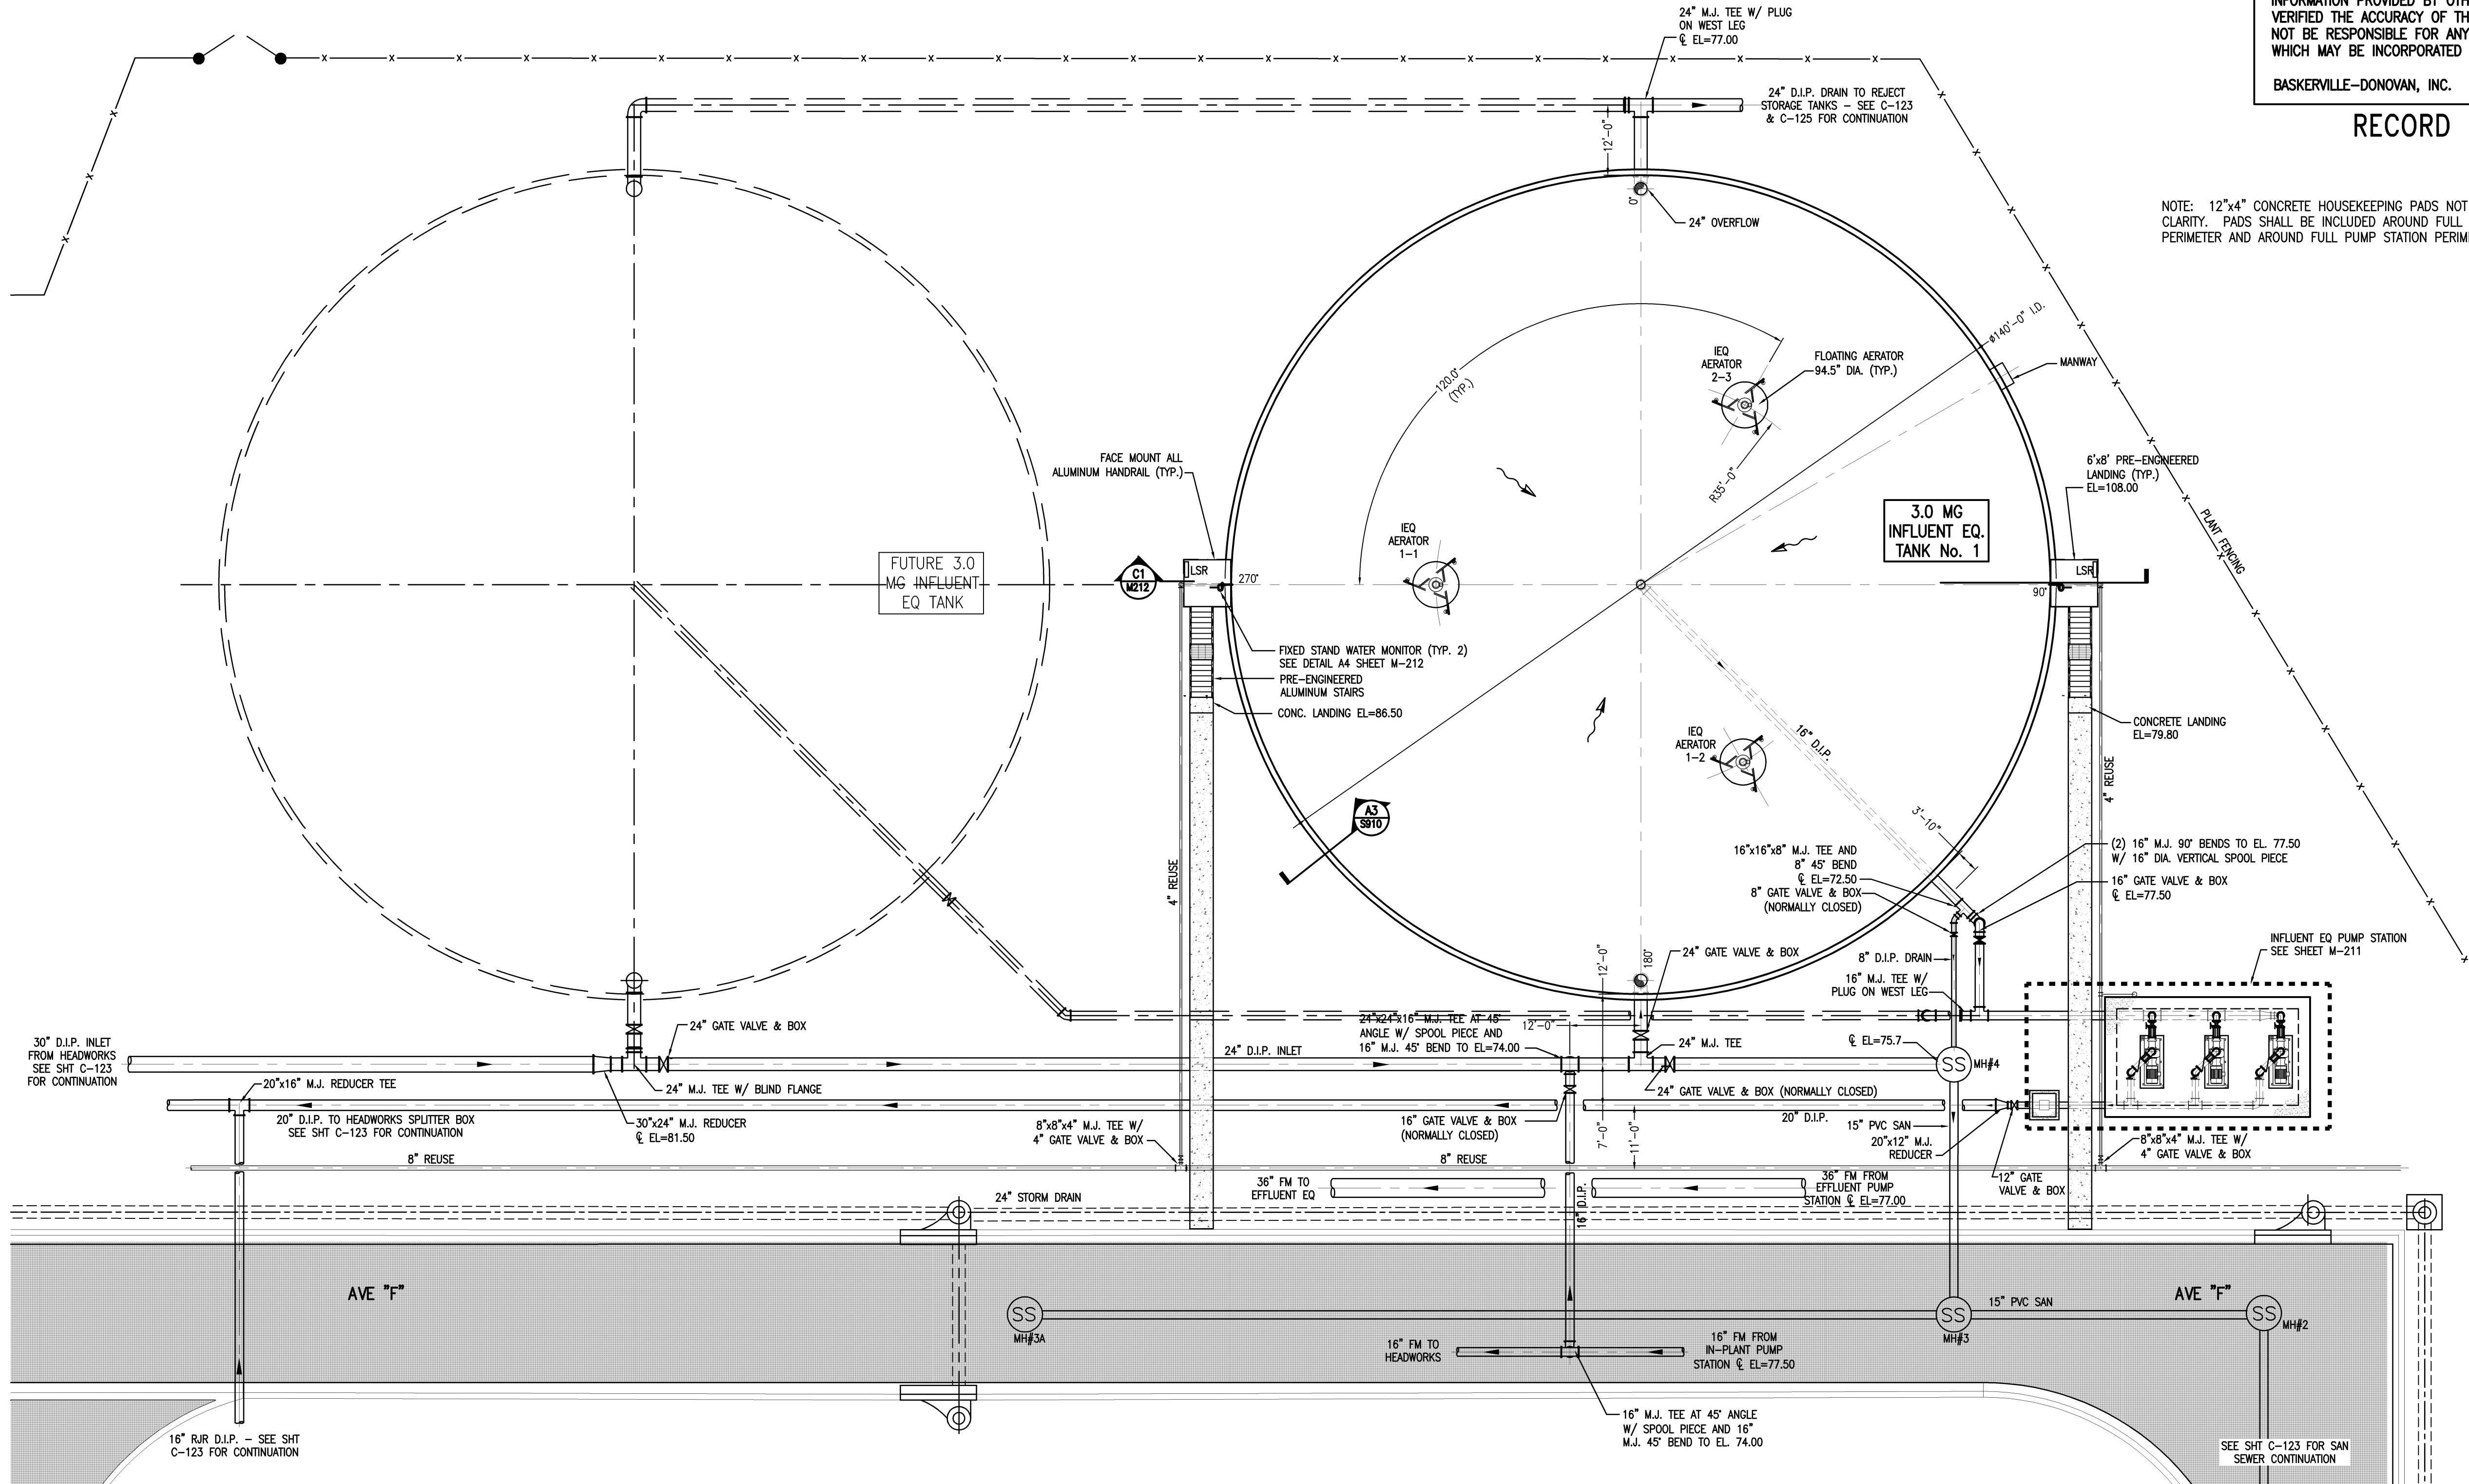 24" M.J. TEE W/ PLUG
ON WEST LEG
℄ EL=77.00
VERIFIED THE ACCURACY OF
NOT BE RESPONSIBLE FOR ANY
WHICH MAY BE INCORPORATED
BASKERVILLE-DONOVAN, INC.
RECORD
24" D.I.P. DRAIN TO REJECT
STORAGE TANKS - SEE C-123
& C-125 FOR CONTINUATION
12'-0"
NOTE: 12"x4" CONCRETE HOUSEKEEPING PADS NOT
CLARITY. PADS SHALL BE INCLUDED AROUND FULL
PERIMETER AND AROUND FULL PUMP STATION
0°
24" OVERFLOW
ø140'-0" I.D.
MANWAY
IEQ
AERATOR
2-3
FLOATING AERATOR
94.5" DIA. (TYP.)
120.0°
(TYP.)
R35'-0"
FACE MOUNT ALL
ALUMINUM HANDRAIL (TYP.)
6'x8' PRE-ENGINEERED
LANDING (TYP.)
EL=108.00
PLANT FENCING
3.0 MG
INFLUENT EQ.
TANK No. 1
IEQ
AERATOR
1-1
FUTURE 3.0
MG INFLUENT
EQ TANK
C1
M212
LSR
270°
LSR
90°
FIXED STAND WATER MONITOR (TYP. 2)
SEE DETAIL A4 SHEET M-212
PRE-ENGINEERED
ALUMINUM STAIRS
CONC. LANDING EL=86.50
CONCRETE LANDING
EL=79.80
IEQ
AERATOR
1-2
16" D.I.P.
4" REUSE
A3
S910
3'-10"
16"x16"x8" M.J. TEE AND
8" 45° BEND
℄ EL=72.50
8" GATE VALVE & BOX
(NORMALLY CLOSED)
(2) 16" M.J. 90° BENDS TO EL. 77.50
W/ 16" DIA. VERTICAL SPOOL PIECE
16" GATE VALVE & BOX
℄ EL=77.50
4" REUSE
INFLUENT EQ PUMP STATION
SEE SHEET M-211
12'-0"
180°
24" GATE VALVE & BOX
8" D.I.P. DRAIN
16" M.J. TEE W/
PLUG ON WEST LEG
24"x24"x16" M.J. TEE AT 45°
ANGLE W/ SPOOL PIECE AND
16" M.J. 45° BEND TO EL=74.00
12'-0"
24" GATE VALVE & BOX
30" D.I.P. INLET
FROM HEADWORKS
SEE SHT C-123
FOR CONTINUATION
24" D.I.P. INLET
24" M.J. TEE
℄ EL=75.7
SS
MH#4
20"x16" M.J. REDUCER TEE
24" M.J. TEE W/ BLIND FLANGE
24" GATE VALVE & BOX (NORMALLY CLOSED)
20" D.I.P. TO HEADWORKS SPLITTER BOX
SEE SHT C-123 FOR CONTINUATION
30"x24" M.J. REDUCER
℄ EL=81.50
8"x8"x4" M.J. TEE W/
4" GATE VALVE & BOX
16" GATE VALVE & BOX
(NORMALLY CLOSED)
7'-0"
11'-0"
20" D.I.P.
15" PVC SAN
20"x12" M.J.
REDUCER
8"x8"x4" M.J. TEE W/
4" GATE VALVE & BOX
8" REUSE
8" REUSE
12" GATE
VALVE & BOX
36" FM TO
EFFLUENT EQ
36" FM FROM
EFFLUENT PUMP
STATION ℄ EL=77.00
24" STORM DRAIN
16" D.I.P.
AVE "F"
AVE "F"
SS
MH#3A
SS
MH#3
15" PVC SAN
SS
MH#2
16" FM TO
HEADWORKS
16" FM FROM
IN-PLANT PUMP
STATION ℄ EL=77.50
16" M.J. TEE AT 45° ANGLE
W/ SPOOL PIECE AND 16"
M.J. 45° BEND TO EL. 74.00
16" RJR D.I.P. - SEE SHT
C-123 FOR CONTINUATION
SEE SHT C-123 FOR SAN
SEWER CONTINUATION